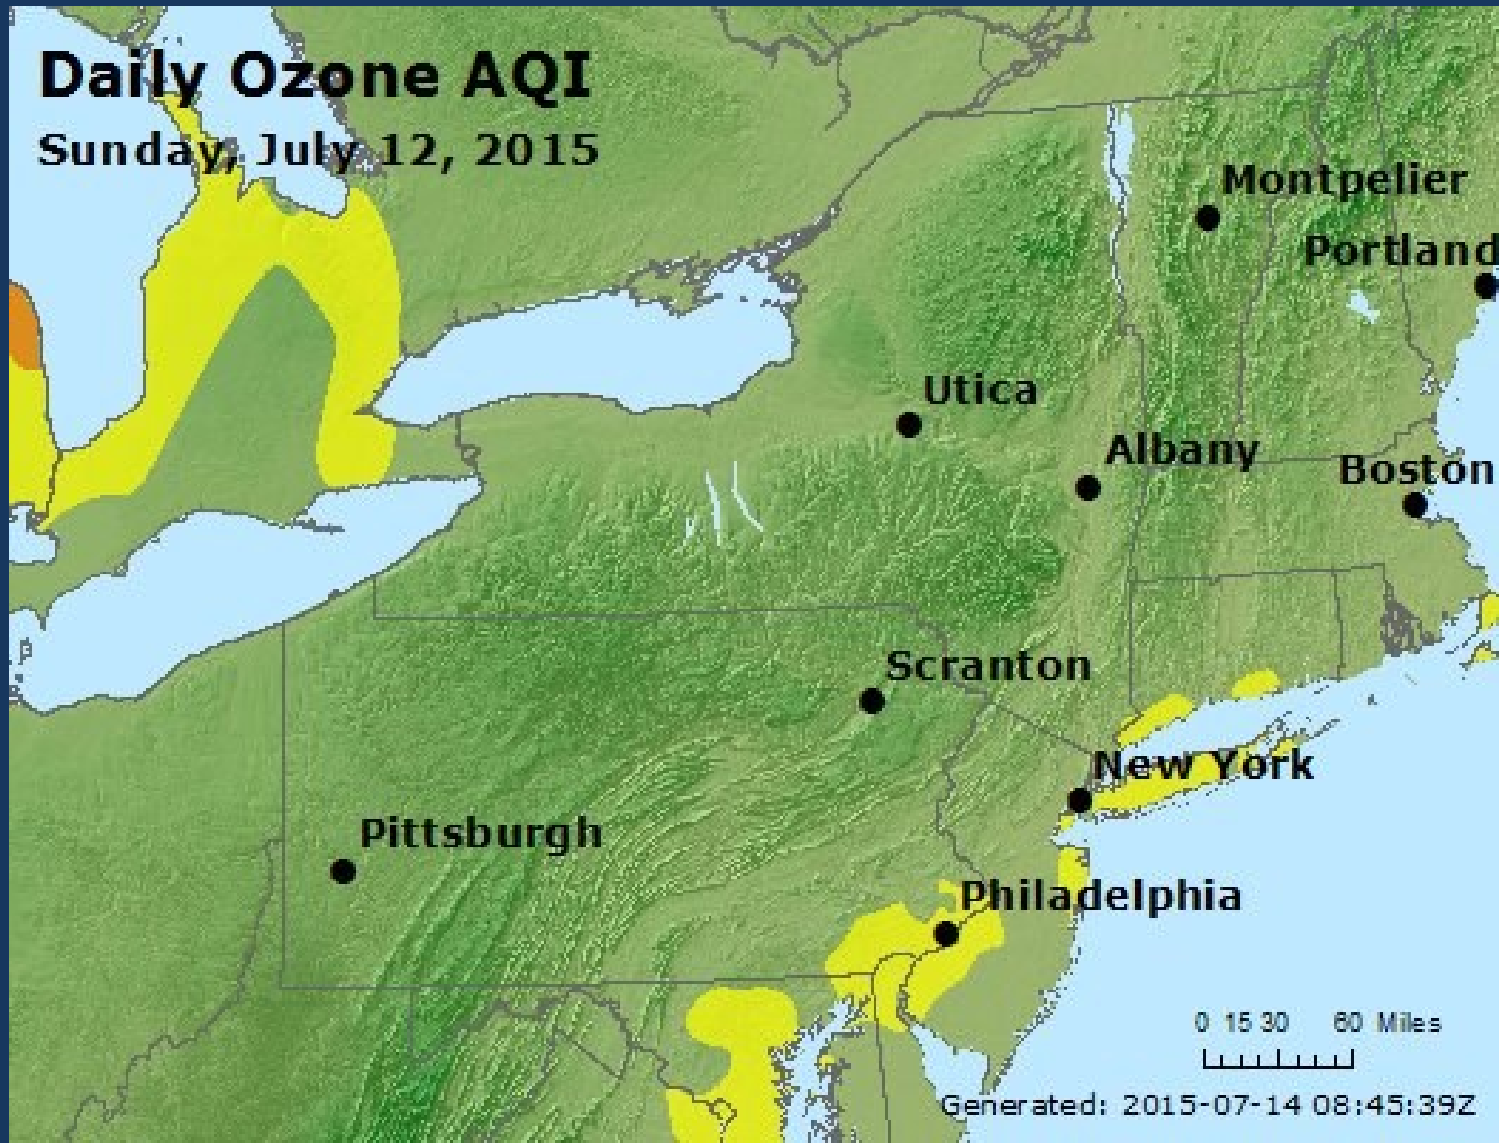 Daily Ozone AQI
Sunday, July 12, 2015
Montpelier
Portland
Utica
Albany
Boston
Scranton
New York
Pittsburgh
Philadelphia
0 15 30 60 Miles
Generated: 2015-07-14 08:45:39Z